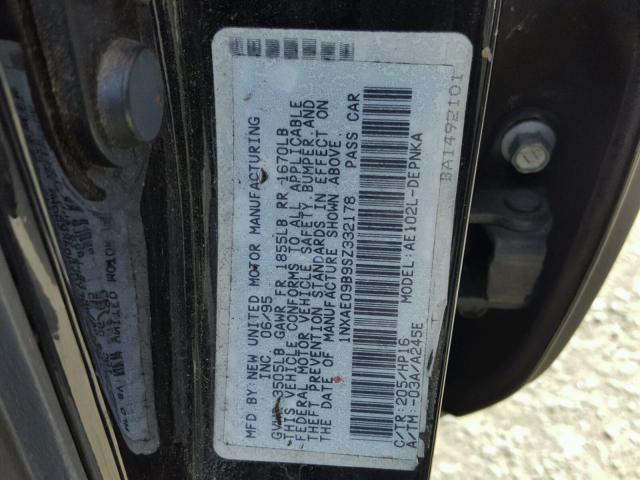 MFD. BY: NEW UNITED MOTOR MANUFACTURING
INC. 06/95
GVWR 3505LB GAWR FR 1855LB RR 1670LB
THIS VEHICLE CONFORMS TO ALL APPLICABLE
FEDERAL MOTOR VEHICLE SAFETY, BUMPER, AND
THEFT PREVENTION STANDARDS IN EFFECT ON
THE DATE OF MANUFACTURE SHOWN ABOVE.
1NXAE09B9SZ332178 PASS CAR
C/TR: 205/HP16 AE102L-DEPNKA
A/TM: -03A/A245E
BA1492101